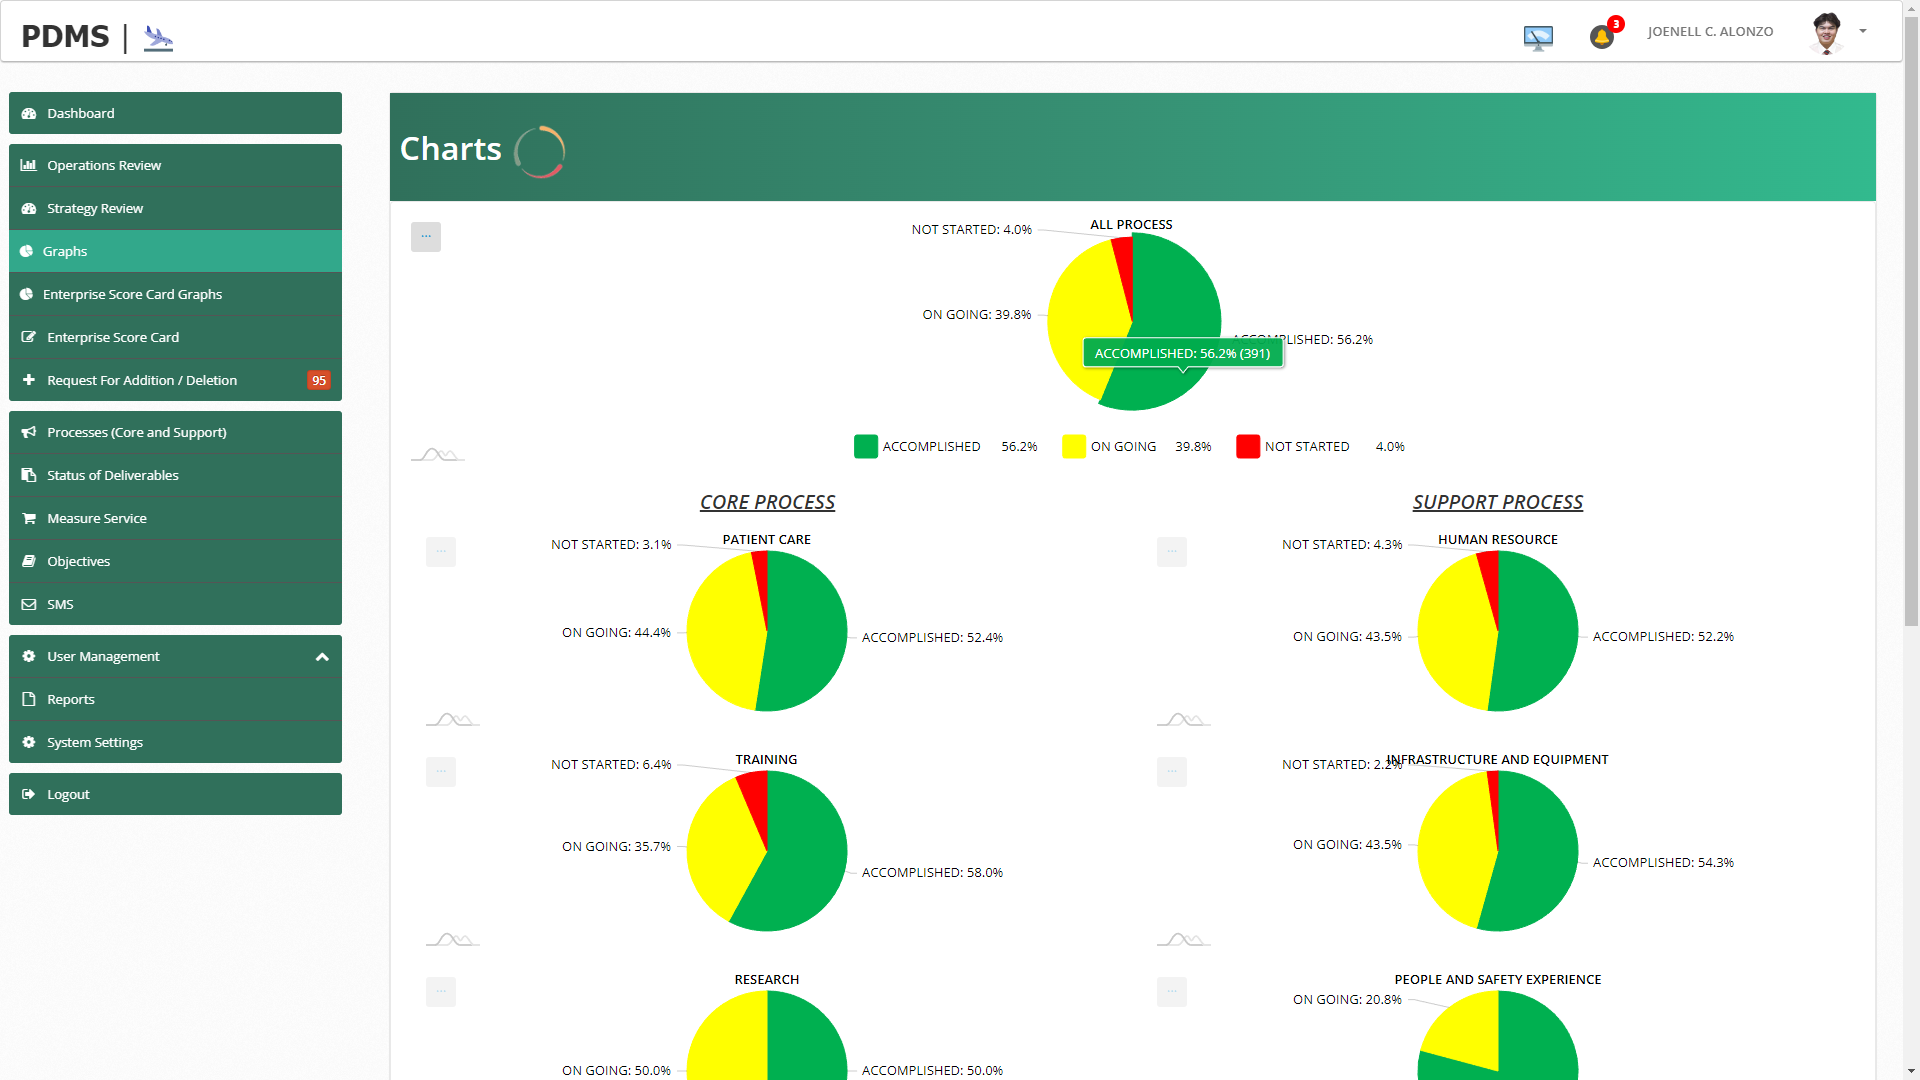 PDMS |
3
JOENELL C. ALONZO
Dashboard
Operations Review
Strategy Review
Graphs
Enterprise Score Card Graphs
Enterprise Score Card
Request For Addition / Deletion 95
Processes (Core and Support)
Status of Deliverables
Measure Service
Objectives
SMS
User Management
Reports
System Settings
Logout
Charts
...
ALL PROCESS
NOT STARTED: 4.0%
ON GOING: 39.8%
ACCOMPLISHED: 56.2%
ACCOMPLISHED: 56.2% (391)
ACCOMPLISHED 56.2% ON GOING 39.8% NOT STARTED 4.0%
CORE PROCESS
...
PATIENT CARE
NOT STARTED: 3.1%
ON GOING: 44.4%
ACCOMPLISHED: 52.4%
...
TRAINING
NOT STARTED: 6.4%
ON GOING: 35.7%
ACCOMPLISHED: 58.0%
...
RESEARCH
ON GOING: 50.0%
ACCOMPLISHED: 50.0%
SUPPORT PROCESS
...
HUMAN RESOURCE
NOT STARTED: 4.3%
ON GOING: 43.5%
ACCOMPLISHED: 52.2%
...
INFRASTRUCTURE AND EQUIPMENT
NOT STARTED: 2.2%
ON GOING: 43.5%
ACCOMPLISHED: 54.3%
...
PEOPLE AND SAFETY EXPERIENCE
ON GOING: 20.8%